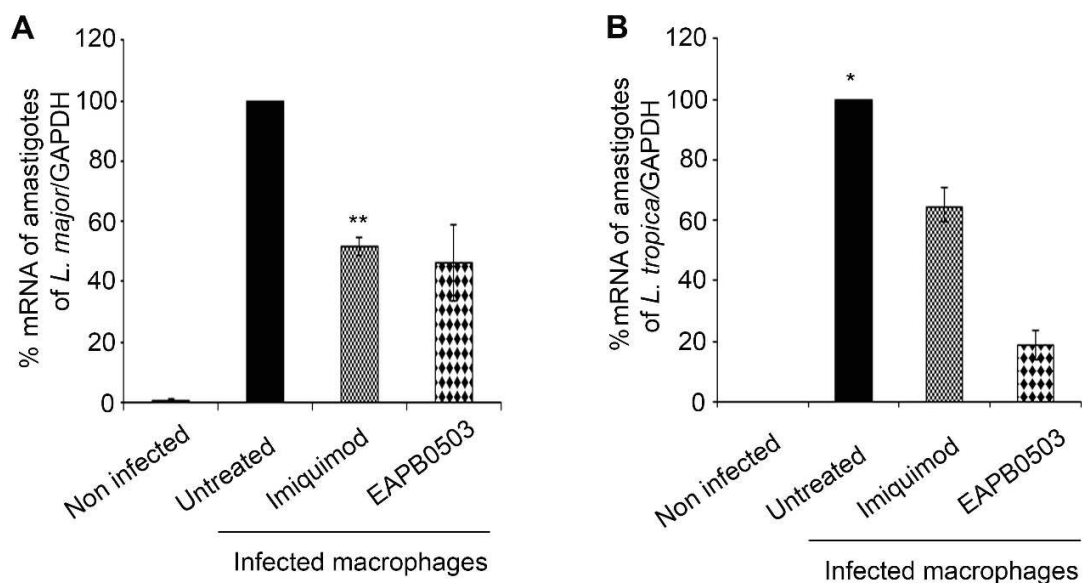 A
% mRNA of amastigotes
of L. major/GAPDH
120
100
80
60
40
20
0
**
Non infected
Untreated
Imiquimod
EAPB0503
Infected macrophages
B
%mRNA of amastigotes
of L. tropica/GAPDH
120
100
80
60
40
20
0
*
Non infected
Untreated
Imiquimod
EAPB0503
Infected macrophages